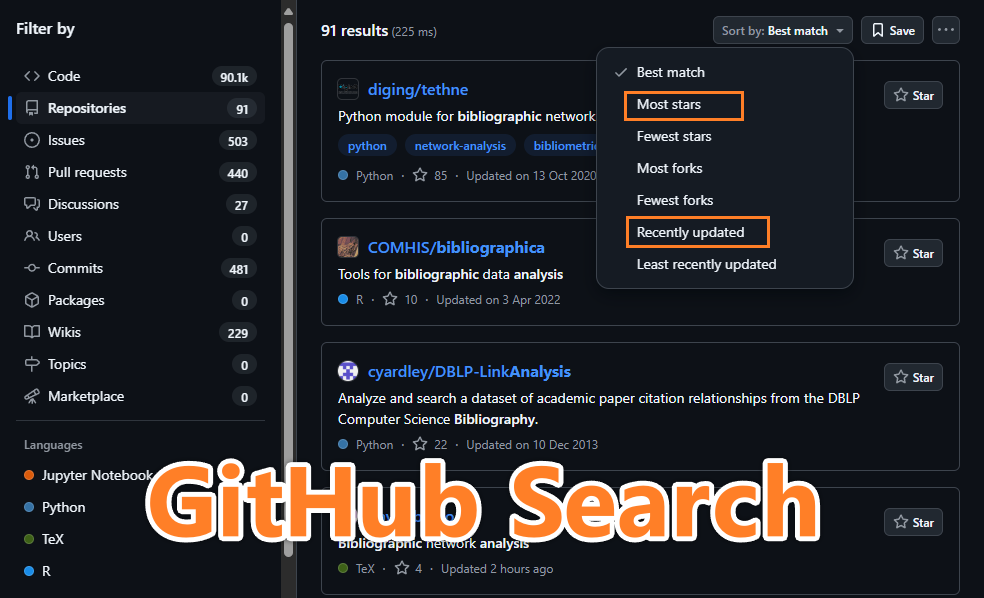 Filter by
Code 90.1k
Repositories 91
Issues 503
Pull requests 440
Discussions 27
Users 0
Commits 481
Packages 0
Wikis 229
Topics 0
Marketplace 0
Languages
Jupyter Notebook
Python
TeX
R
91 results (225 ms)
Sort by: Best match
Save
Best match
Most stars
Fewest stars
Most forks
Fewest forks
Recently updated
Least recently updated
diging/tethne
Star
Python module for bibliographic network
python network-analysis
Python · 85 · Updated on 13 Oct 2020
COMHIS/bibliographica
Star
Tools for bibliographic data analysis
R · 10 · Updated on 3 Apr 2022
cyardley/DBLP-LinkAnalysis
Star
Analyze and search a dataset of academic paper citation relationships from the DBLP
Computer Science Bibliography.
Python · 22 · Updated on 10 Dec 2013
GitHub Search
Star
Bibliographic network analysis
TeX · 4 · Updated 2 hours ago